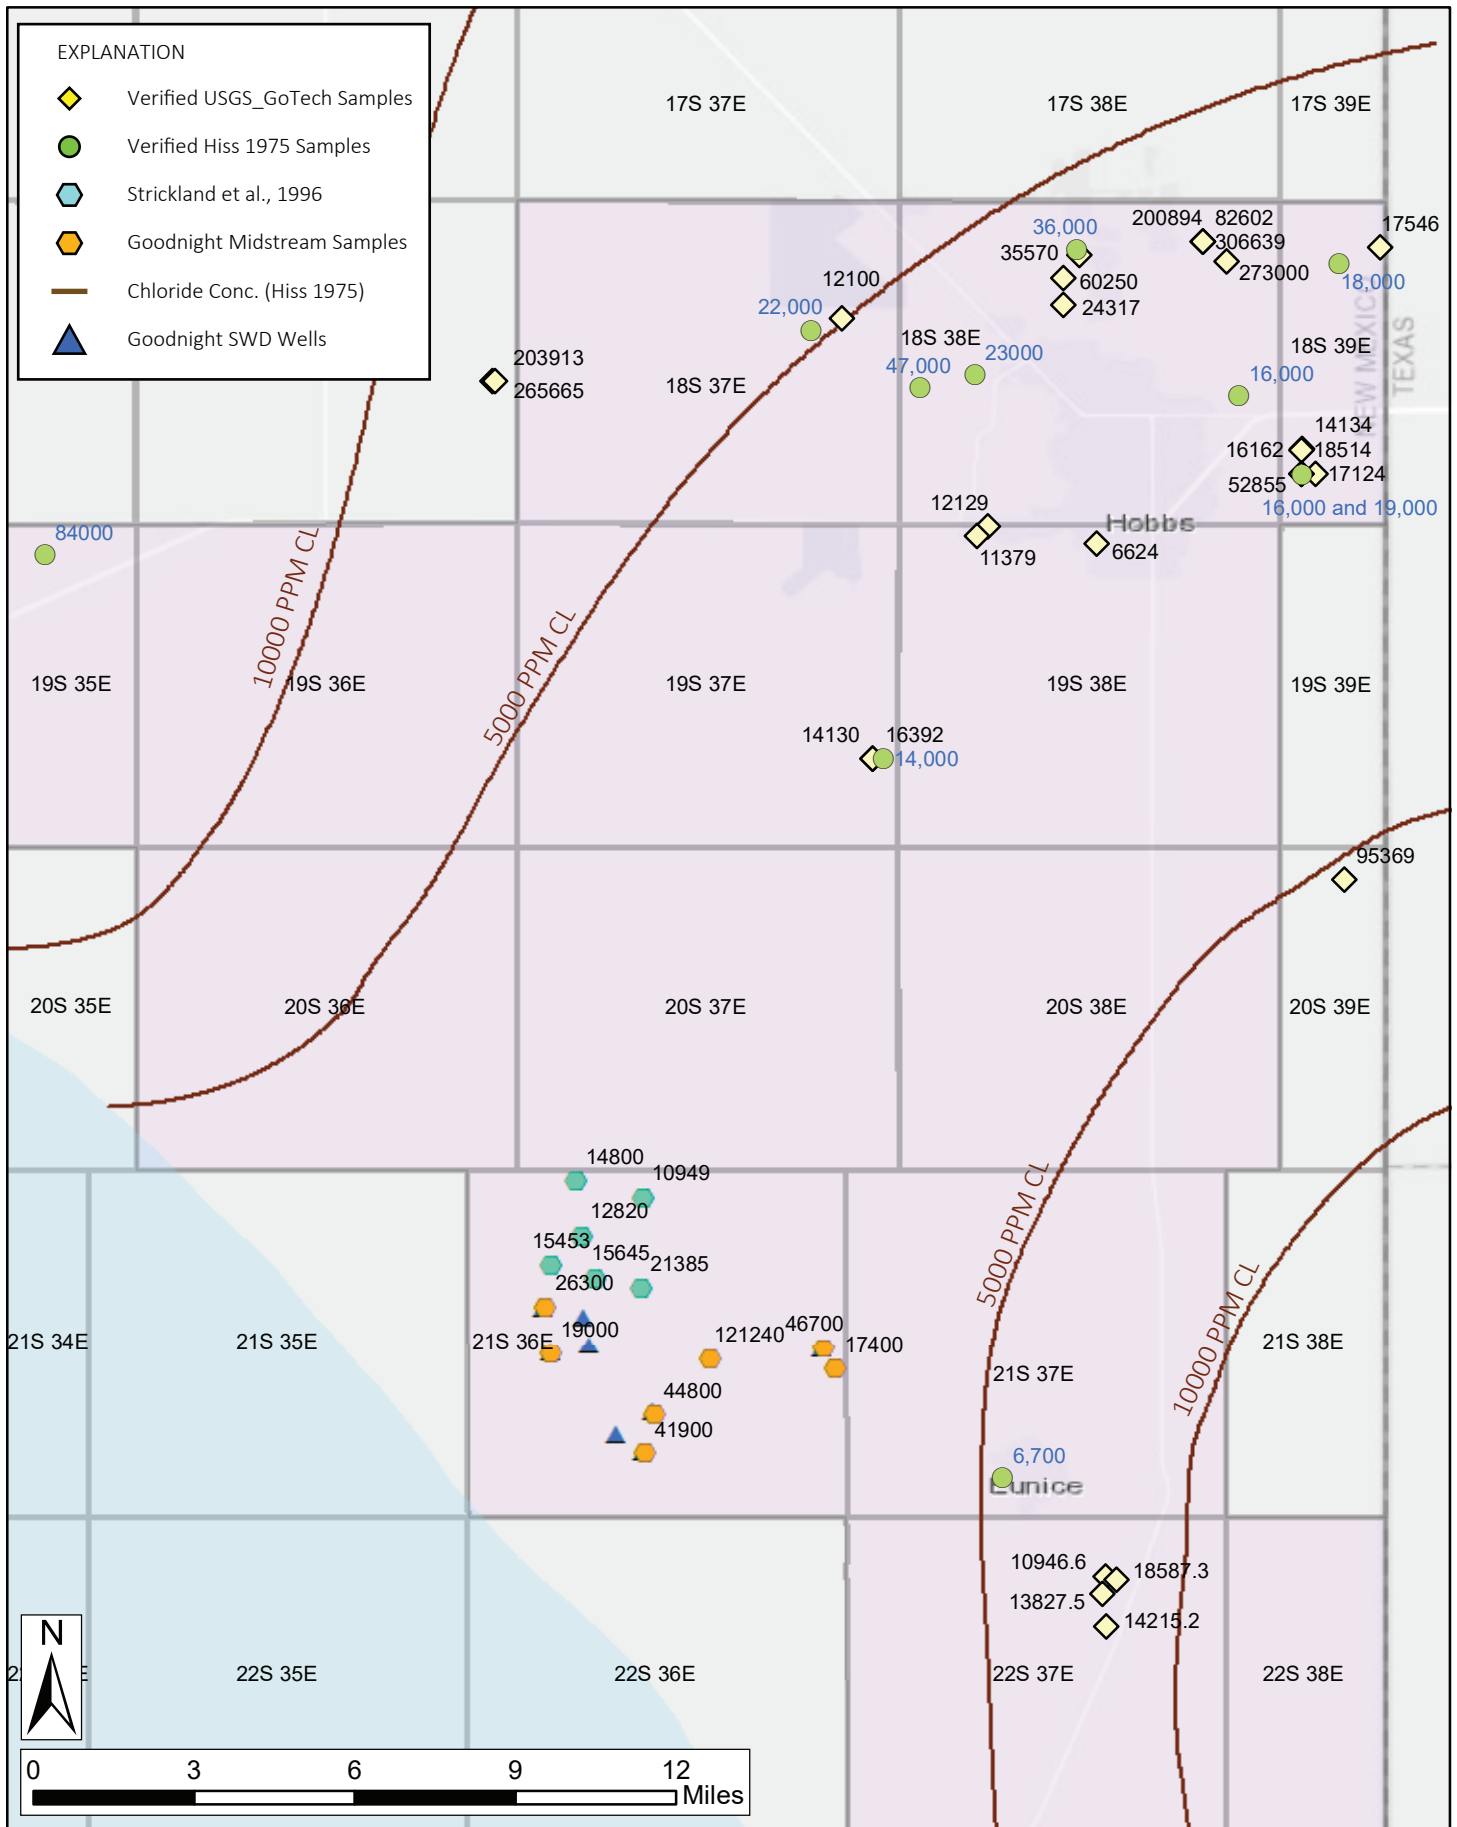 EXPLANATION
Verified USGS_GoTech Samples
Verified Hiss 1975 Samples
Strickland et al., 1996
Goodnight Midstream Samples
Chloride Conc. (Hiss 1975)
Goodnight SWD Wells
17S 37E
17S 38E
17S 39E
36,000
35570
60250
24317
200894
82602
306639
273000
17546
18,000
12100
22,000
18S 38E
47,000
23000
18S 39E
16,000
NEW MEXICO
TEXAS
203913
265665
18S 37E
14134
16162
18514
52855
17124
16,000 and 19,000
12129
11379
Hobbs
6624
84000
10000 PPM CL
5000 PPM CL
19S 35E
19S 36E
19S 37E
19S 38E
19S 39E
14130
16392
14,000
95369
20S 35E
20S 36E
20S 37E
20S 38E
20S 39E
14800
10949
12820
15453
15645
21385
26300
19000
5000 PPM CL
10000 PPM CL
21S 34E
21S 35E
21S 36E
121240
46700
17400
21S 37E
21S 38E
44800
41900
6,700
Eunice
10946.6
18587.3
13827.5
14215.2
22S 35E
22S 36E
22S 37E
22S 38E
N
0 3 6 9 12
Miles